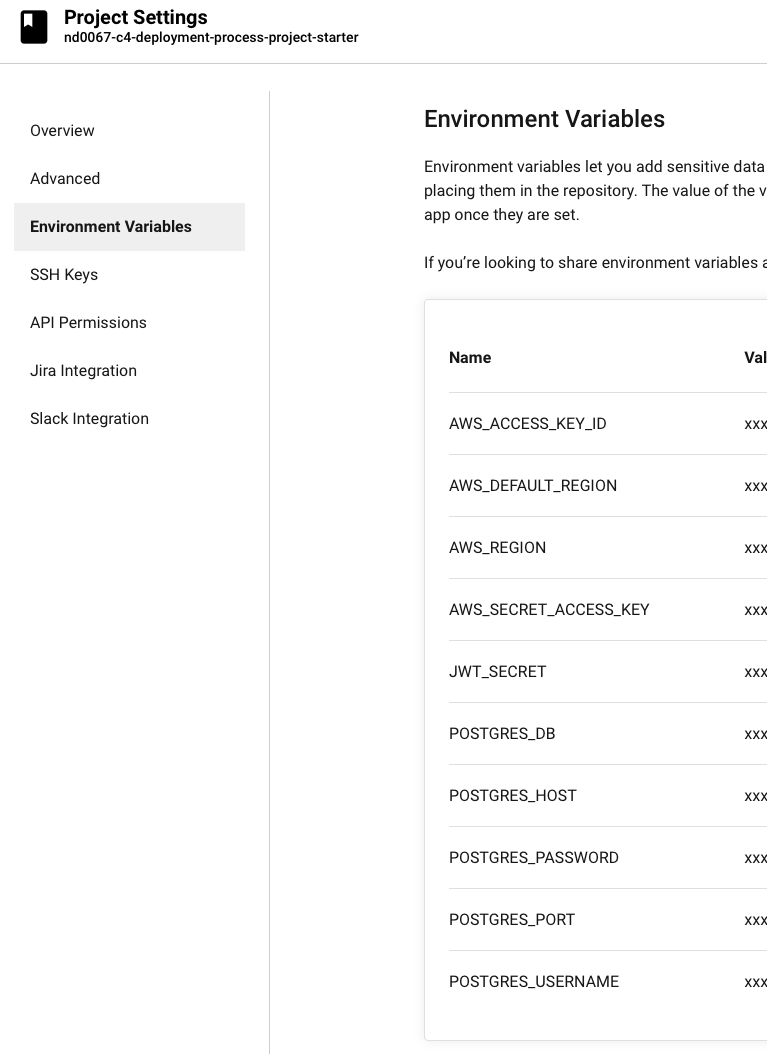 Project Settings
nd0067-c4-deployment-process-project-starter
Overview
Advanced
Environment Variables
SSH Keys
API Permissions
Jira Integration
Slack Integration
Environment Variables
Environment variables let you add sensitive data
placing them in the repository. The value of the v
app once they are set.
If you’re looking to share environment variables a
Name Val
AWS_ACCESS_KEY_ID xxx
AWS_DEFAULT_REGION xxx
AWS_REGION xxx
AWS_SECRET_ACCESS_KEY xxx
JWT_SECRET xxx
POSTGRES_DB xxx
POSTGRES_HOST xxx
POSTGRES_PASSWORD xxx
POSTGRES_PORT xxx
POSTGRES_USERNAME xxx